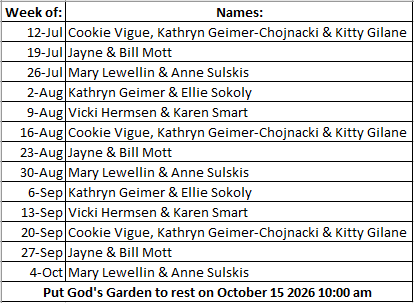 Week of: Names:
12-Jul Cookie Vigue, Kathryn Geimer-Chojnacki & Kitty Gilane
19-Jul Jayne & Bill Mott
26-Jul Mary Lewellin & Anne Sulskis
2-Aug Kathryn Geimer & Ellie Sokoly
9-Aug Vicki Hermsen & Karen Smart
16-Aug Cookie Vigue, Kathryn Geimer-Chojnacki & Kitty Gilane
23-Aug Jayne & Bill Mott
30-Aug Mary Lewellin & Anne Sulskis
6-Sep Kathryn Geimer & Ellie Sokoly
13-Sep Vicki Hermsen & Karen Smart
20-Sep Cookie Vigue, Kathryn Geimer-Chojnacki & Kitty Gilane
27-Sep Jayne & Bill Mott
4-Oct Mary Lewellin & Anne Sulskis
Put God's Garden to rest on October 15 2026 10:00 am